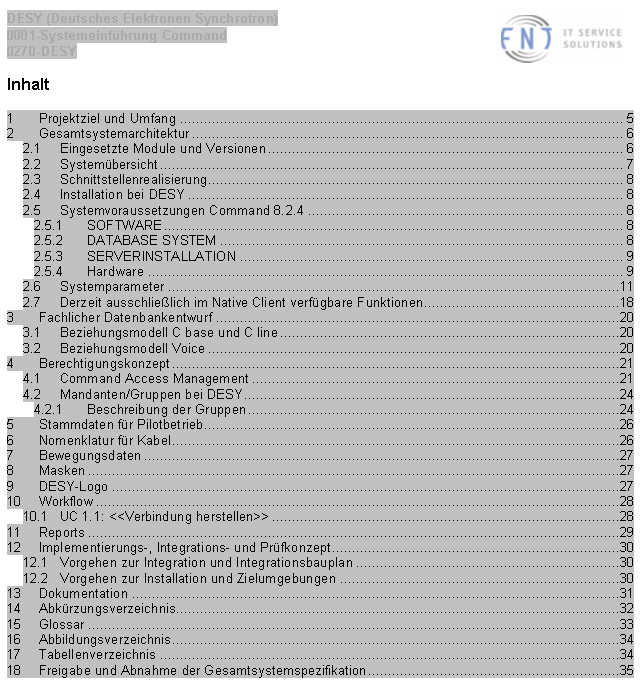 DESY (Deutsches Elektronen Synchrotron)
0001-Systemeinführung Command
0270-DESY
FNT IT SERVICE
SOLUTIONS
Inhalt
1 Projektziel und Umfang 5
2 Gesamtsystemarchitektur 6
2.1 Eingesetzte Module und Versionen 6
2.2 Systemübersicht 7
2.3 Schnittstellenrealisierung 8
2.4 Installation bei DESY 8
2.5 Systemvoraussetzungen Command 8.2.4 8
2.5.1 SOFTWARE 8
2.5.2 DATABASE SYSTEM 8
2.5.3 SERVERINSTALLATION 9
2.5.4 Hardware 9
2.6 Systemparameter 11
2.7 Derzeit ausschließlich im Native Client verfügbare Funktionen 18
3 Fachlicher Datenbankentwurf 20
3.1 Beziehungsmodell C base und C line 20
3.2 Beziehungsmodell Voice 20
4 Berechtigungskonzept 21
4.1 Command Access Management 21
4.2 Mandanten/Gruppen bei DESY 24
4.2.1 Beschreibung der Gruppen 24
5 Stammdaten für Pilotbetrieb 26
6 Nomenklatur für Kabel 26
7 Bewegungsdaten 27
8 Masken 27
9 DESY-Logo 27
10 Workflow 28
10.1 UC 1.1: <<Verbindung herstellen>> 28
11 Reports 29
12 Implementierungs-, Integrations- und Prüfkonzept 30
12.1 Vorgehen zur Integration und Integrationsbauplan 30
12.2 Vorgehen zur Installation und Zielumgebungen 30
13 Dokumentation 31
14 Abkürzungsverzeichnis 32
15 Glossar 33
16 Abbildungsverzeichnis 34
17 Tabellenverzeichnis 34
18 Freigabe und Abnahme der Gesamtsystemspezifikation 35